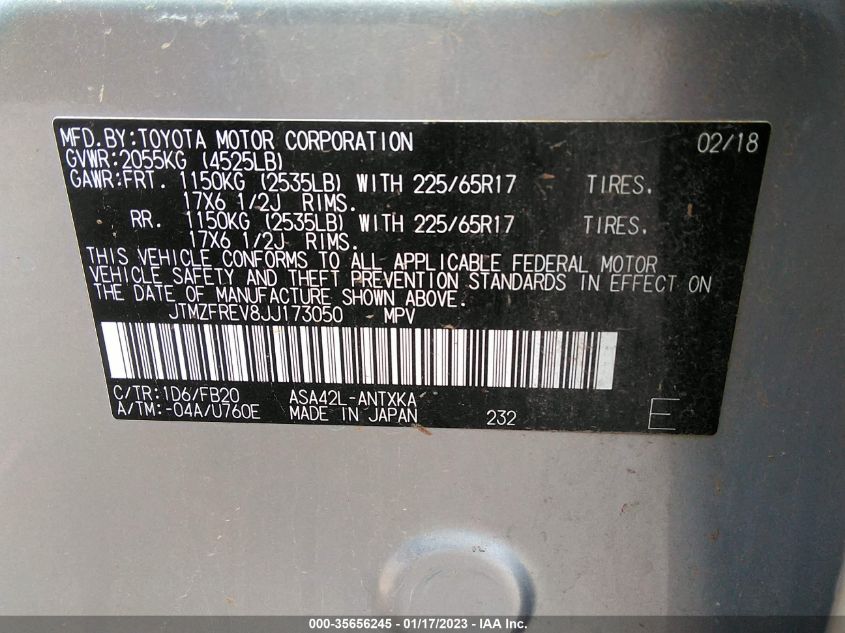 MFD.BY:TOYOTA MOTOR CORPORATION 02/18
GVWR:2055KG (4525LB)
GAWR:FRT. 1150KG (2535LB) WITH 225/65R17 TIRES.
17X6 1/2J RIMS.
RR. 1150KG (2535LB) WITH 225/65R17 TIRES.
17X6 1/2J RIMS.
THIS VEHICLE CONFORMS TO ALL APPLICABLE FEDERAL MOTOR
VEHICLE SAFETY AND THEFT PREVENTION STANDARDS IN EFFECT ON
THE DATE OF MANUFACTURE SHOWN ABOVE.
JTMZFREV8JJ173050 MPV
C/TR:1D6/FB20 ASA42L-ANTXKA
A/TM:-04A/U760E MADE IN JAPAN 232 E
000-35656245 - 01/17/2023 - IAA Inc.